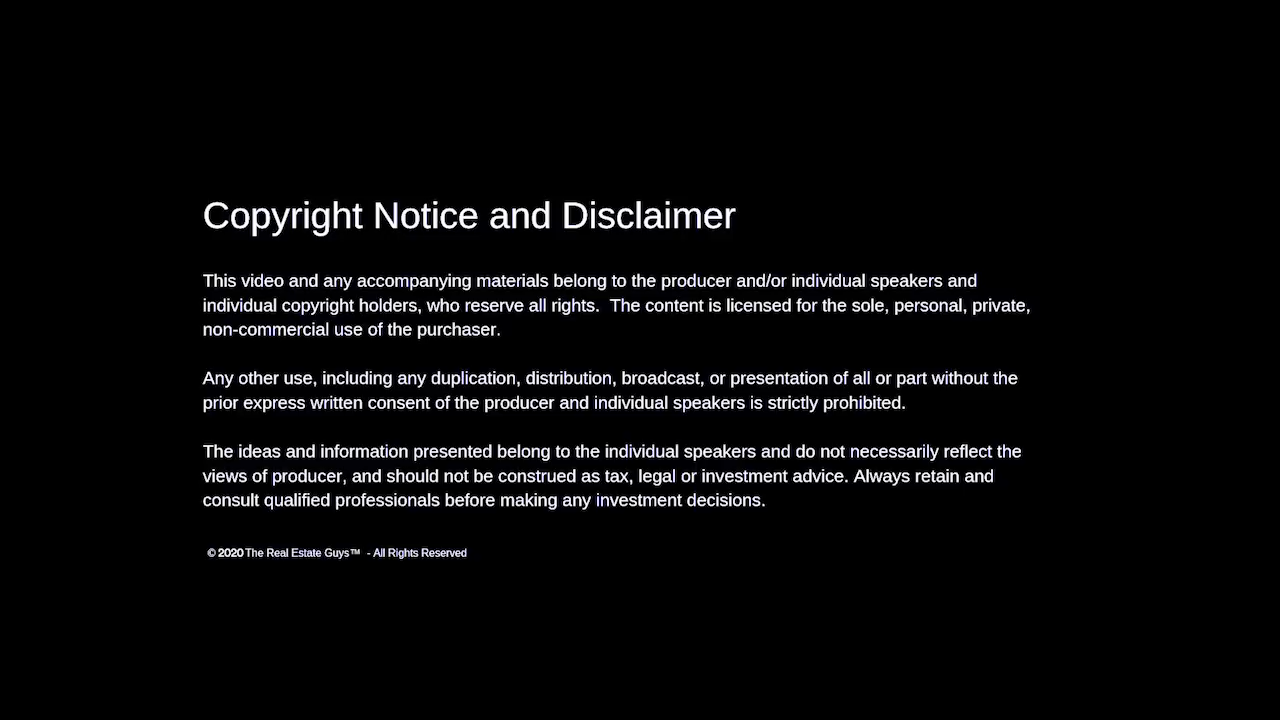 Copyright Notice and Disclaimer
This video and any accompanying materials belong to the producer and/or individual speakers and
individual copyright holders, who reserve all rights.  The content is licensed for the sole, personal, private,
non-commercial use of the purchaser.
Any other use, including any duplication, distribution, broadcast, or presentation of all or part without the
prior express written consent of the producer and individual speakers is strictly prohibited.
The ideas and information presented belong to the individual speakers and do not necessarily reflect the
views of producer, and should not be construed as tax, legal or investment advice. Always retain and
consult qualified professionals before making any investment decisions.
© 2020 The Real Estate Guys™  - All Rights Reserved